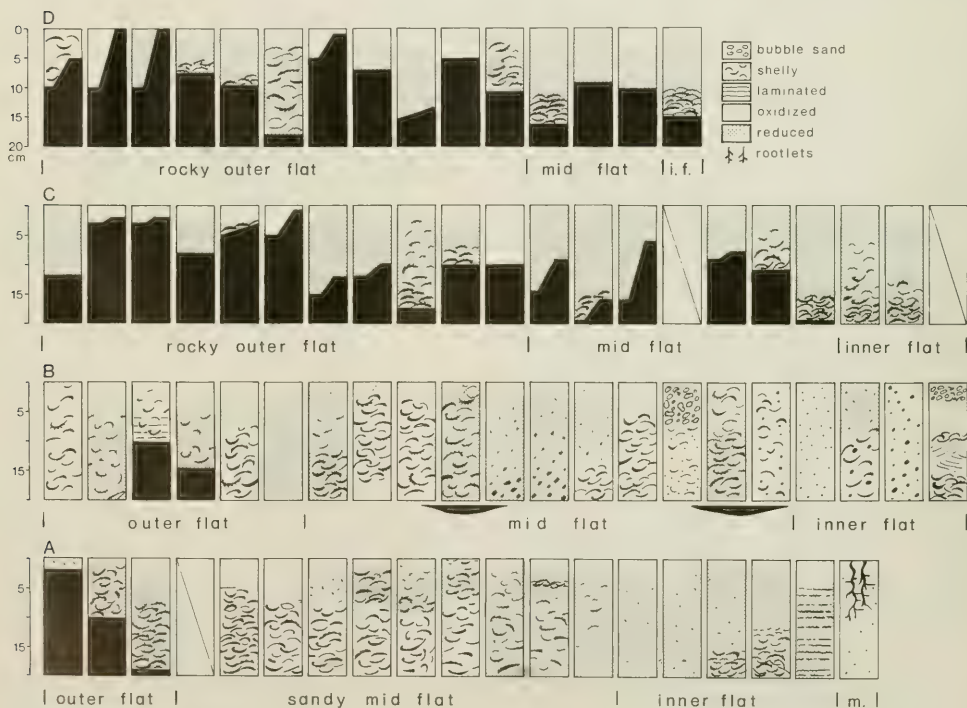 D
0
5
10
15
20
cm
rocky outer flat mid flat i.f.
bubble sand
shelly
laminated
oxidized
reduced
rootlets
C
5
15
rocky outer flat mid flat inner flat
B
5
15
outer flat mid flat inner flat
A
5
15
outer flat sandy mid flat inner flat m.